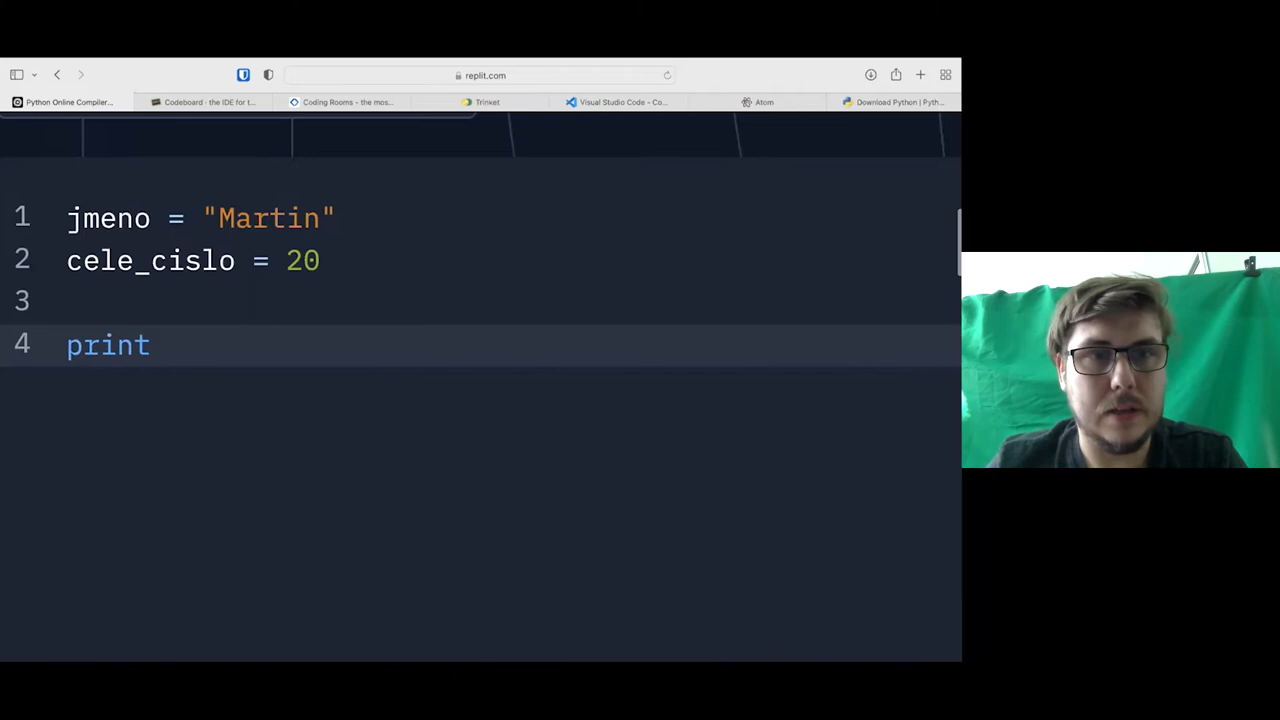 replit.com
Python Online Compiler...
Codeboard - the IDE for t...
Coding Rooms - the mos...
Trinket
Visual Studio Code - Co...
Atom
Download Python | Pyth...
1 jmeno = "Martin"
2 cele_cislo = 20
3
4 print